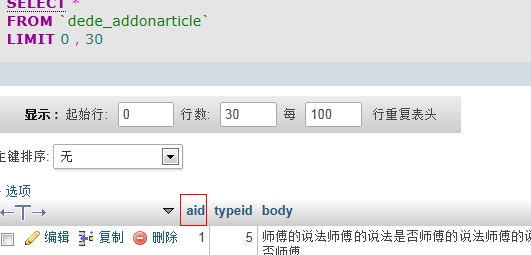 SELECT *
FROM `dede_addonarticle`
LIMIT 0 , 30
显示 : 起始行: 0 行数: 30 每 100 行重复表头
主键排序: 无
选项
←T→ aid typeid body
编辑 复制 删除 1 5 师傅的说法师傅的说法是否师傅的说法师傅的说
否师傅